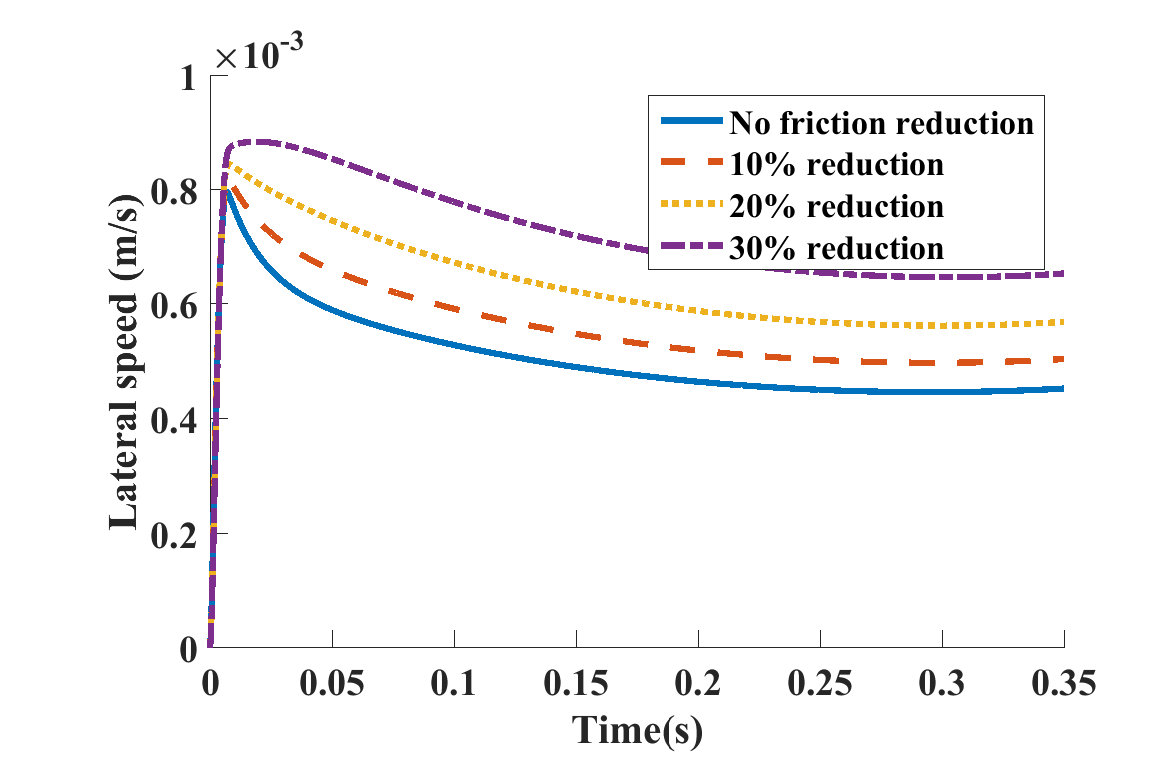 ×10-3
1
0.8
0.6
0.4
0.2
0
Lateral speed (m/s)
No friction reduction
10% reduction
20% reduction
30% reduction
0 0.05 0.1 0.15 0.2 0.25 0.3 0.35
Time(s)